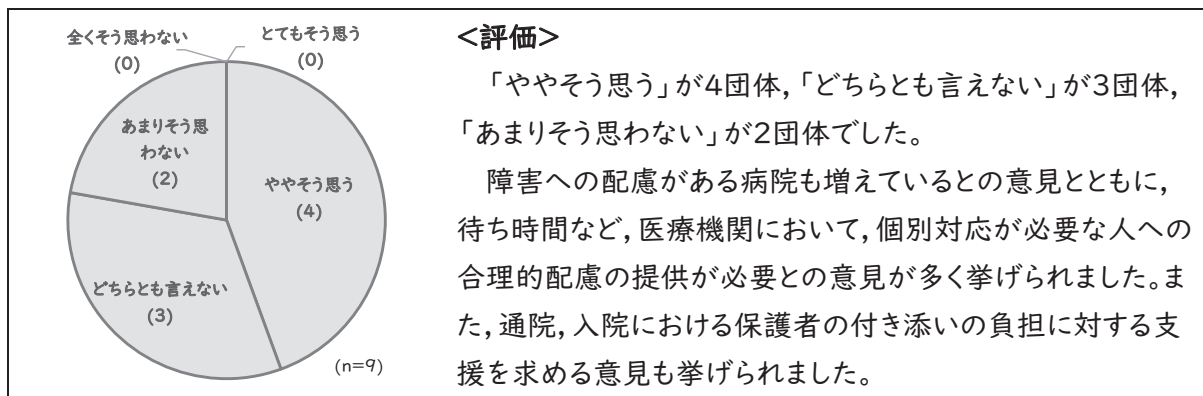 全くそう思わない
(0)
とてもそう思う
(0)
あまりそう思
わない
(2)
ややそう思う
(4)
どちらとも言えない
(3)
(n=9)
<評価>
「ややそう思う」が4団体,「どちらとも言えない」が3団体,
「あまりそう思わない」が2団体でした。
障害への配慮がある病院も増えているとの意見とともに,
待ち時間など,医療機関において,個別対応が必要な人への
合理的配慮の提供が必要との意見が多く挙げられました。ま
た,通院,入院における保護者の付き添いの負担に対する支
援を求める意見も挙げられました。